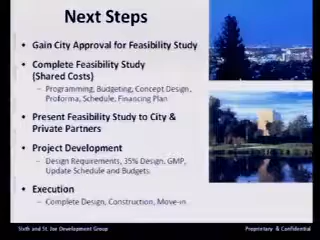 Next Steps
• Gain City Approval for Feasibility Study
• Complete Feasibility Study
(Shared Costs)
– Programming, Budgeting, Concept Design,
Proforma, Schedule, Financing Plan
• Present Feasibility Study to City &
Private Partners
• Project Development
– Design Requirements, 35% Design, GMP,
Update Schedule and Budgets
• Execution
– Complete Design, Construction, Move-in
Sixth and St. Joe Development Group
Proprietary & Confidential